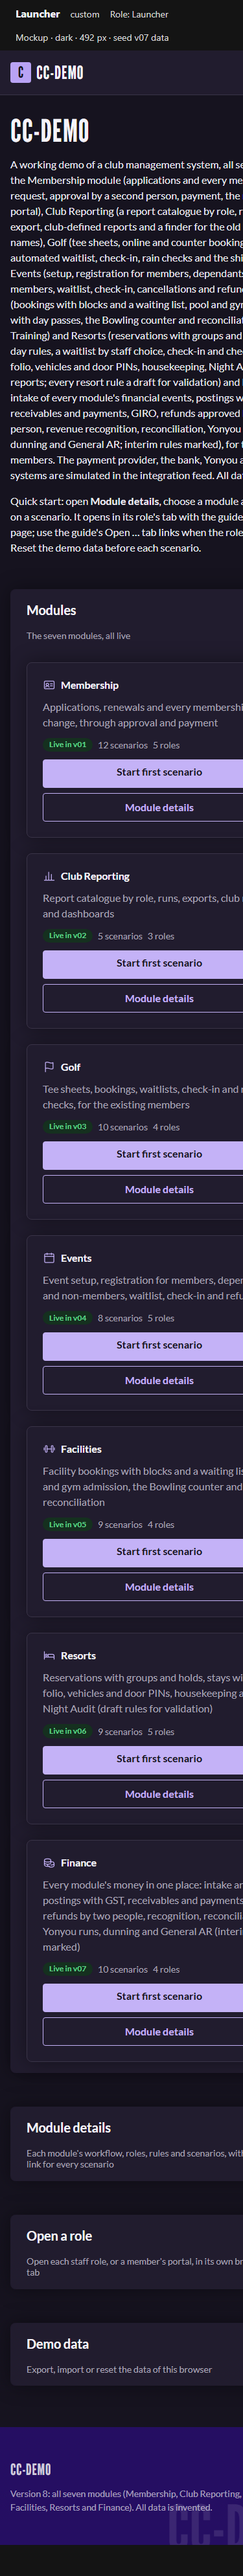 Launcher custom Role: Launcher
Mockup · dark · 492 px · seed v07 data
C CC-DEMO
CC-DEMO
A working demo of a club management system, all se
the Membership module (applications and every me
request, approval by a second person, payment, the
portal), Club Reporting (a report catalogue by role, r
export, club-defined reports and a finder for the old
names), Golf (tee sheets, online and counter booking
automated waitlist, check-in, rain checks and the shi
Events (setup, registration for members, dependants
members, waitlist, check-in, cancellations and refun
(bookings with blocks and a waiting list, pool and gyn
with day passes, the Bowling counter and reconciliat
Training) and Resorts (reservations with groups and
day rules, a waitlist by staff choice, check-in and che
folio, vehicles and door PINs, housekeeping, Night A
reports; every resort rule a draft for validation) and
intake of every module's financial events, postings w
receivables and payments, GIRO, refunds approved
person, revenue recognition, reconciliation, Yonyou
dunning and General AR; interim rules marked), for t
members. The payment provider, the bank, Yonyou a
systems are simulated in the integration feed. All da
Quick start: open Module details, choose a module a
on a scenario. It opens in its role's tab with the guide
page; use the guide's Open ... tab links when the role
Reset the demo data before each scenario.
Modules
The seven modules, all live
Membership
Applications, renewals and every membershi
change, through approval and payment
Live in v01 12 scenarios 5 roles
Start first scenario
Module details
Club Reporting
Report catalogue by role, runs, exports, club r
and dashboards
Live in v02 5 scenarios 3 roles
Start first scenario
Module details
Golf
Tee sheets, bookings, waitlists, check-in and r
checks, for the existing members
Live in v03 10 scenarios 4 roles
Start first scenario
Module details
Events
Event setup, registration for members, deper
and non-members, waitlist, check-in and refu
Live in v04 8 scenarios 5 roles
Start first scenario
Module details
Facilities
Facility bookings with blocks and a waiting lis
and gym admission, the Bowling counter and
reconciliation
Live in v05 9 scenarios 4 roles
Start first scenario
Module details
Resorts
Reservations with groups and holds, stays wi
folio, vehicles and door PINs, housekeeping a
Night Audit (draft rules for validation)
Live in v06 9 scenarios 5 roles
Start first scenario
Module details
Finance
Every module's money in one place: intake ar
postings with GST, receivables and payments
refunds by two people, recognition, reconcili
Yonyou runs, dunning and General AR (interi
marked)
Live in v07 10 scenarios 4 roles
Start first scenario
Module details
Module details
Each module's workflow, roles, rules and scenarios, wit
link for every scenario
Open a role
Open each staff role, or a member's portal, in its own br
tab
Demo data
Export, import or reset the data of this browser
CC-DEMO
Version 8: all seven modules (Membership, Club Reporting,
Facilities, Resorts and Finance). All data is invented.
CC-D